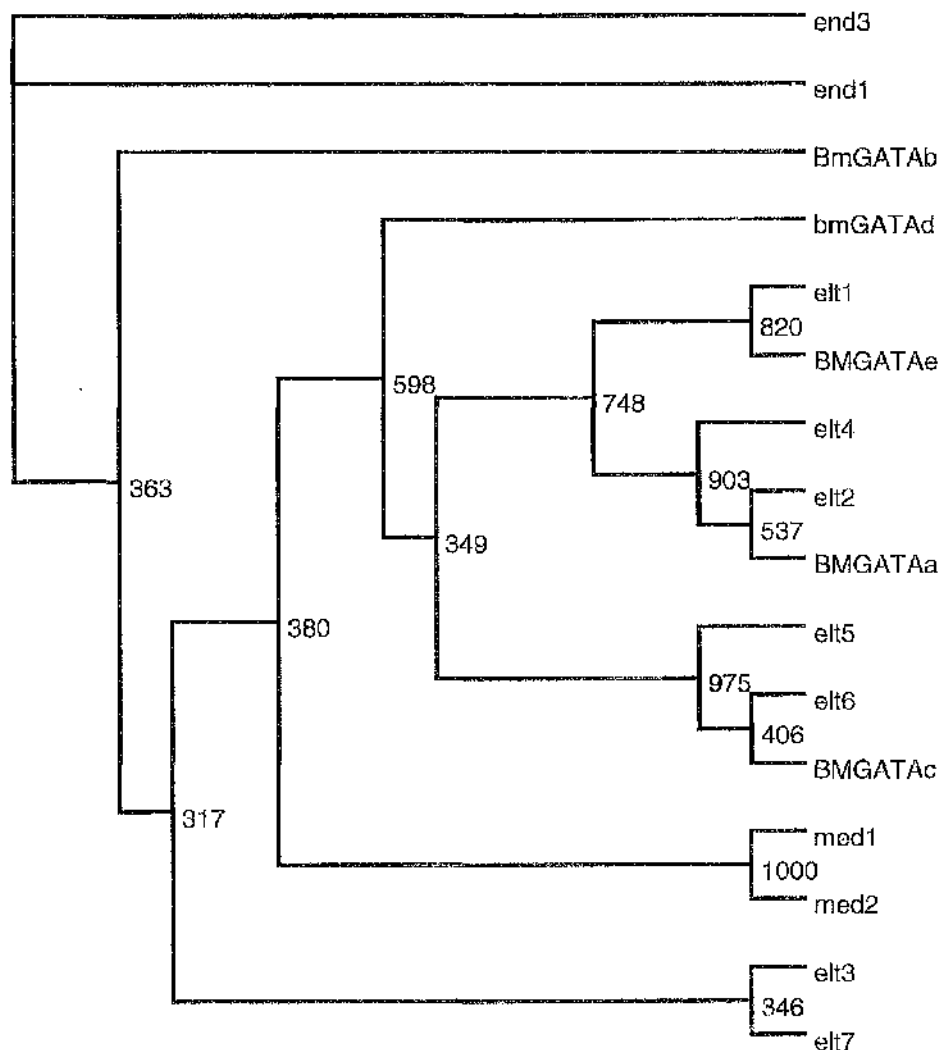 end3
end1
BmGATAb
bmGATAd
elt1
820
BMGATAe
598
748
elt4
903
363
elt2
537
349
BMGATAa
elt5
380
975
elt6
406
BMGATAc
317
med1
1000
med2
elt3
346
elt7